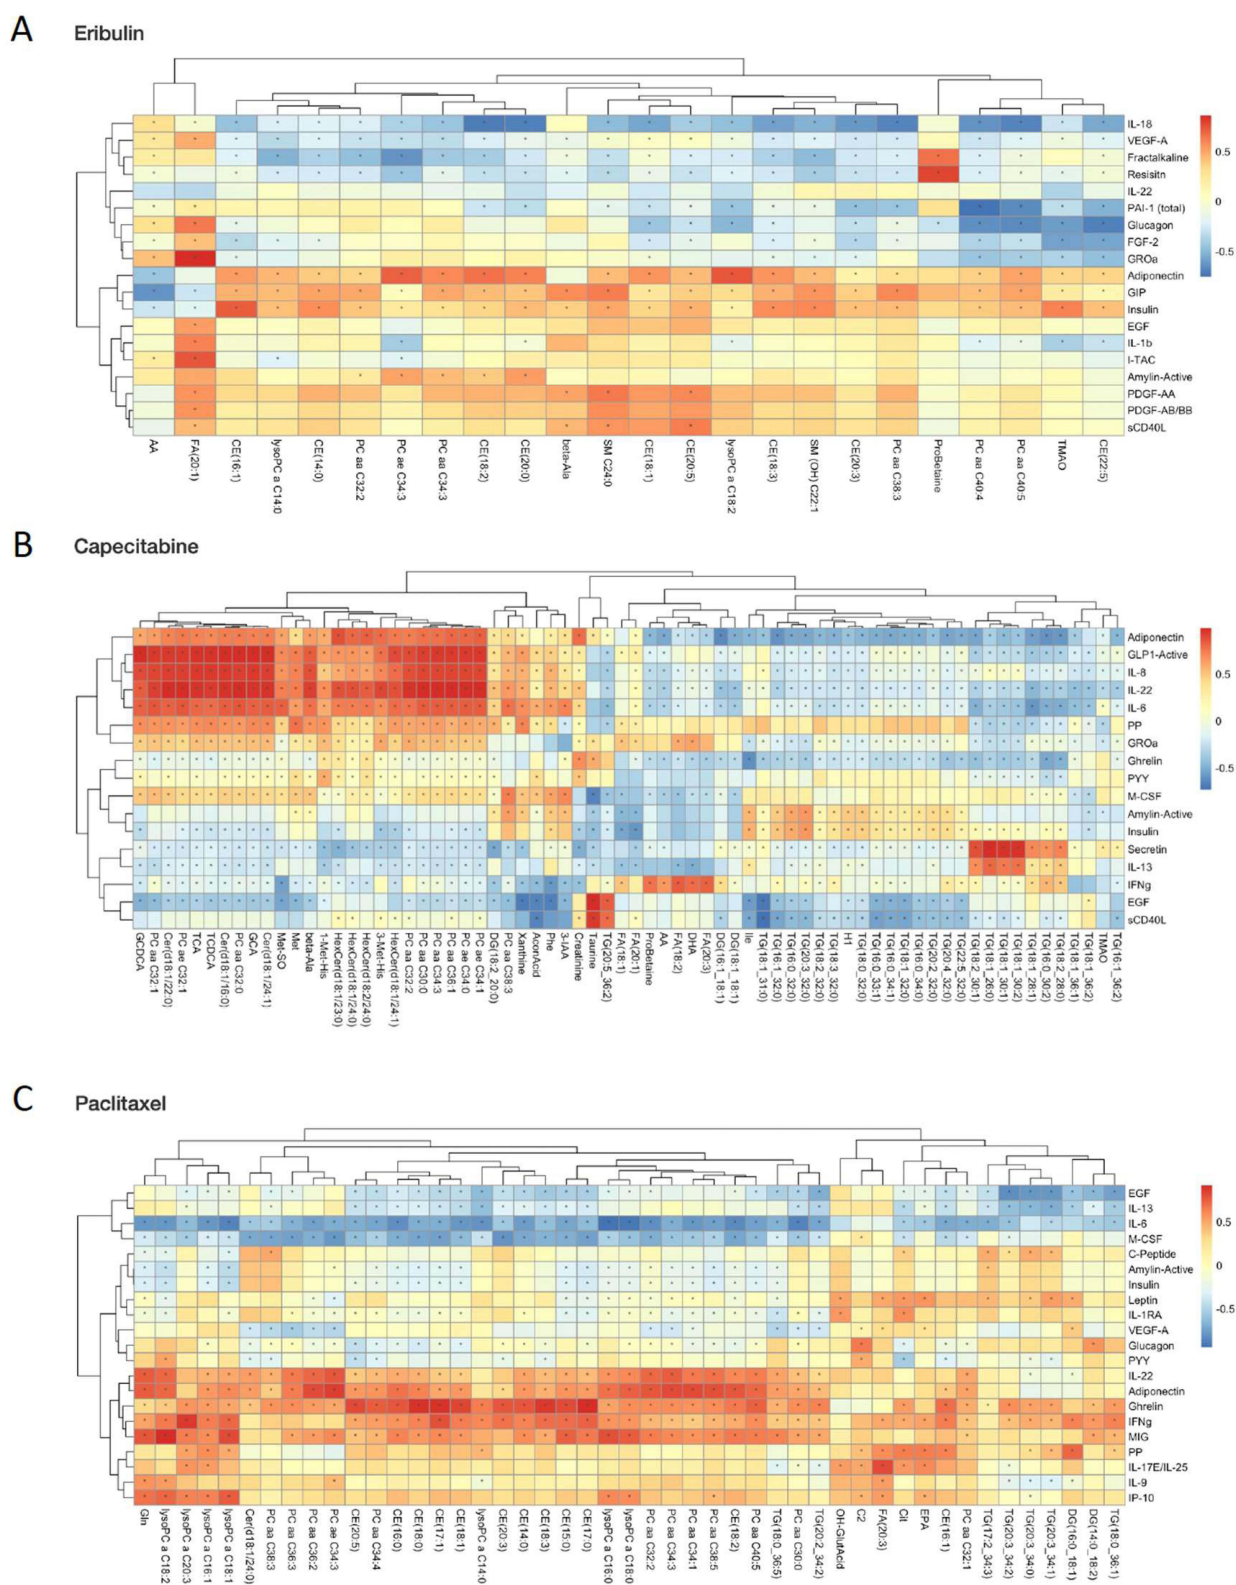 A
Eribulin
IL-18
VEGF-A
Fractalkaline
Resisitn
IL-22
PAI-1 (total)
Glucagon
FGF-2
GROa
Adiponectin
GIP
Insulin
EGF
IL-1b
I-TAC
Amylin-Active
PDGF-AA
PDGF-AB/BB
sCD40L
0.5
0
-0.5
AA
FA(20:1)
CE(16:1)
lysoPC a C14:0
CE(14:0)
PC aa C32:2
PC ae C34:3
PC aa C34:3
CE(18:2)
CE(20:0)
beta-Ala
SM C24:0
CE(18:1)
CE(20:5)
lysoPC a C18:2
CE(18:3)
SM (OH) C22:1
CE(20:3)
PC aa C38:3
ProBetaine
PC aa C40:4
PC aa C40:5
TMAO
CE(22:5)
B
Capecitabine
Adiponectin
GLP1-Active
IL-8
IL-22
IL-6
PP
GROa
Ghrelin
PYY
M-CSF
Amylin-Active
Insulin
Secretin
IL-13
IFNg
EGF
sCD40L
0.5
0
-0.5
GCDCA
PC aa C32:1
Cer(d18:1/22:0)
PC ae C32:1
TCA
TCDCA
Cer(d18:1/16:0)
PC aa C32:0
GCA
Cer(d18:1/24:1)
Met-SO
Met
beta-Ala
1-Met-His
HexCer(d18:1/23:0)
HexCer(d18:1/24:0)
HexCer(d18:2/24:0)
3-Met-His
HexCer(d18:1/24:1)
PC aa C32:2
PC aa C30:0
PC aa C34:3
PC aa C36:1
PC ae C34:0
PC ae C34:1
DG(18:2_20:0)
PC aa C38:3
Xanthine
AconAcid
Phe
3-IAA
Creatinine
Taurine
TG(20:5_36:2)
FA(18:1)
FA(20:1)
ProBetaine
AA
FA(18:2)
DHA
FA(20:3)
DG(16:1_18:1)
DG(18:1_18:1)
Ile
TG(18:1_31:0)
TG(16:1_32:0)
TG(16:0_32:0)
TG(20:3_32:0)
TG(18:2_32:0)
TG(18:3_32:0)
H1
TG(18:0_32:0)
TG(16:0_33:1)
TG(16:0_34:1)
TG(18:1_32:0)
TG(16:0_34:0)
TG(20:2_32:0)
TG(20:4_32:0)
TG(22:5_32:0)
TG(18:2_30:1)
TG(18:1_26:0)
TG(18:1_30:1)
TG(18:1_30:2)
TG(18:1_28:1)
TG(16:0_30:2)
TG(18:2_28:0)
TG(18:1_36:1)
TG(18:1_36:2)
TMAO
TG(16:1_36:2)
C
Paclitaxel
EGF
IL-13
IL-6
M-CSF
C-Peptide
Amylin-Active
Insulin
Leptin
IL-1RA
VEGF-A
Glucagon
PYY
IL-22
Adiponectin
Ghrelin
IFNg
MIG
PP
IL-17E/IL-25
IL-9
IP-10
0.5
0
-0.5
Gln
lysoPC a C18:2
lysoPC a C20:3
lysoPC a C16:1
lysoPC a C18:1
Cer(d18:1/24:0)
PC aa C38:3
PC aa C36:3
PC aa C36:2
PC ae C34:3
CE(20:5)
PC aa C34:4
CE(16:0)
CE(18:0)
CE(17:1)
CE(18:1)
lysoPC a C14:0
CE(20:3)
CE(14:0)
CE(18:3)
CE(15:0)
CE(17:0)
lysoPC a C16:0
lysoPC a C18:0
PC aa C32:2
PC aa C34:3
PC aa C34:1
PC aa C38:5
CE(18:2)
PC aa C40:5
TG(18:0_36:5)
PC aa C30:0
TG(20:2_34:2)
OH-GlutAcid
C2
FA(20:3)
Cit
EPA
CE(16:1)
PC aa C32:1
TG(17:2_34:3)
TG(20:3_34:2)
TG(20:3_34:0)
TG(20:3_34:1)
DG(16:0_18:1)
DG(14:0_18:2)
TG(18:0_36:1)